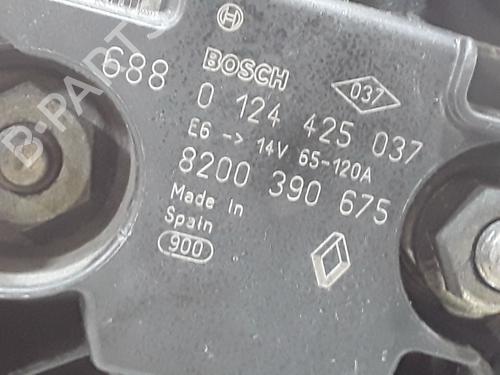 B-PARTS
688
BOSCH
037
0 124 425 037
E6 -> 14V 65-120A
8200 390 675
Made In
Spain
900